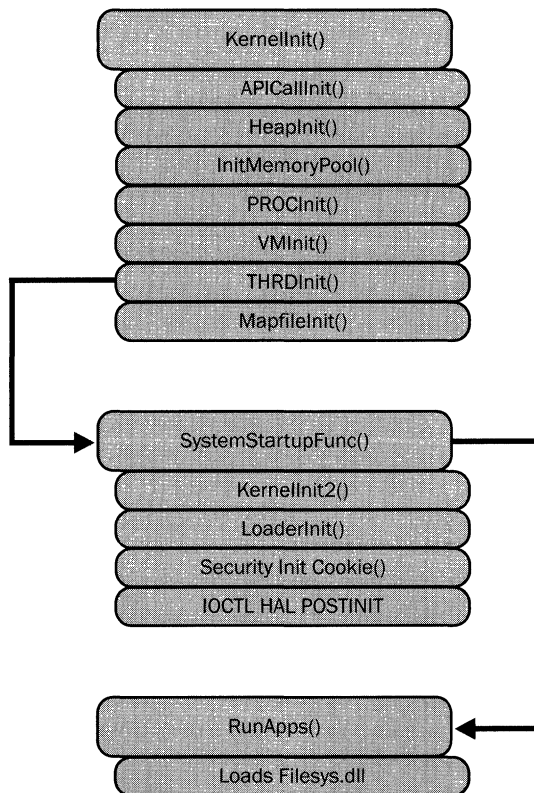 KernelInit()
APICallInit()
HeapInit()
InitMemoryPool()
PROCInit()
VMInit()
THRDInit()
MapfileInit()
SystemStartupFunc()
KernelInit2()
LoaderInit()
Security Init Cookie()
IOCTL HAL POSTINIT
RunApps()
Loads Filesys.dll